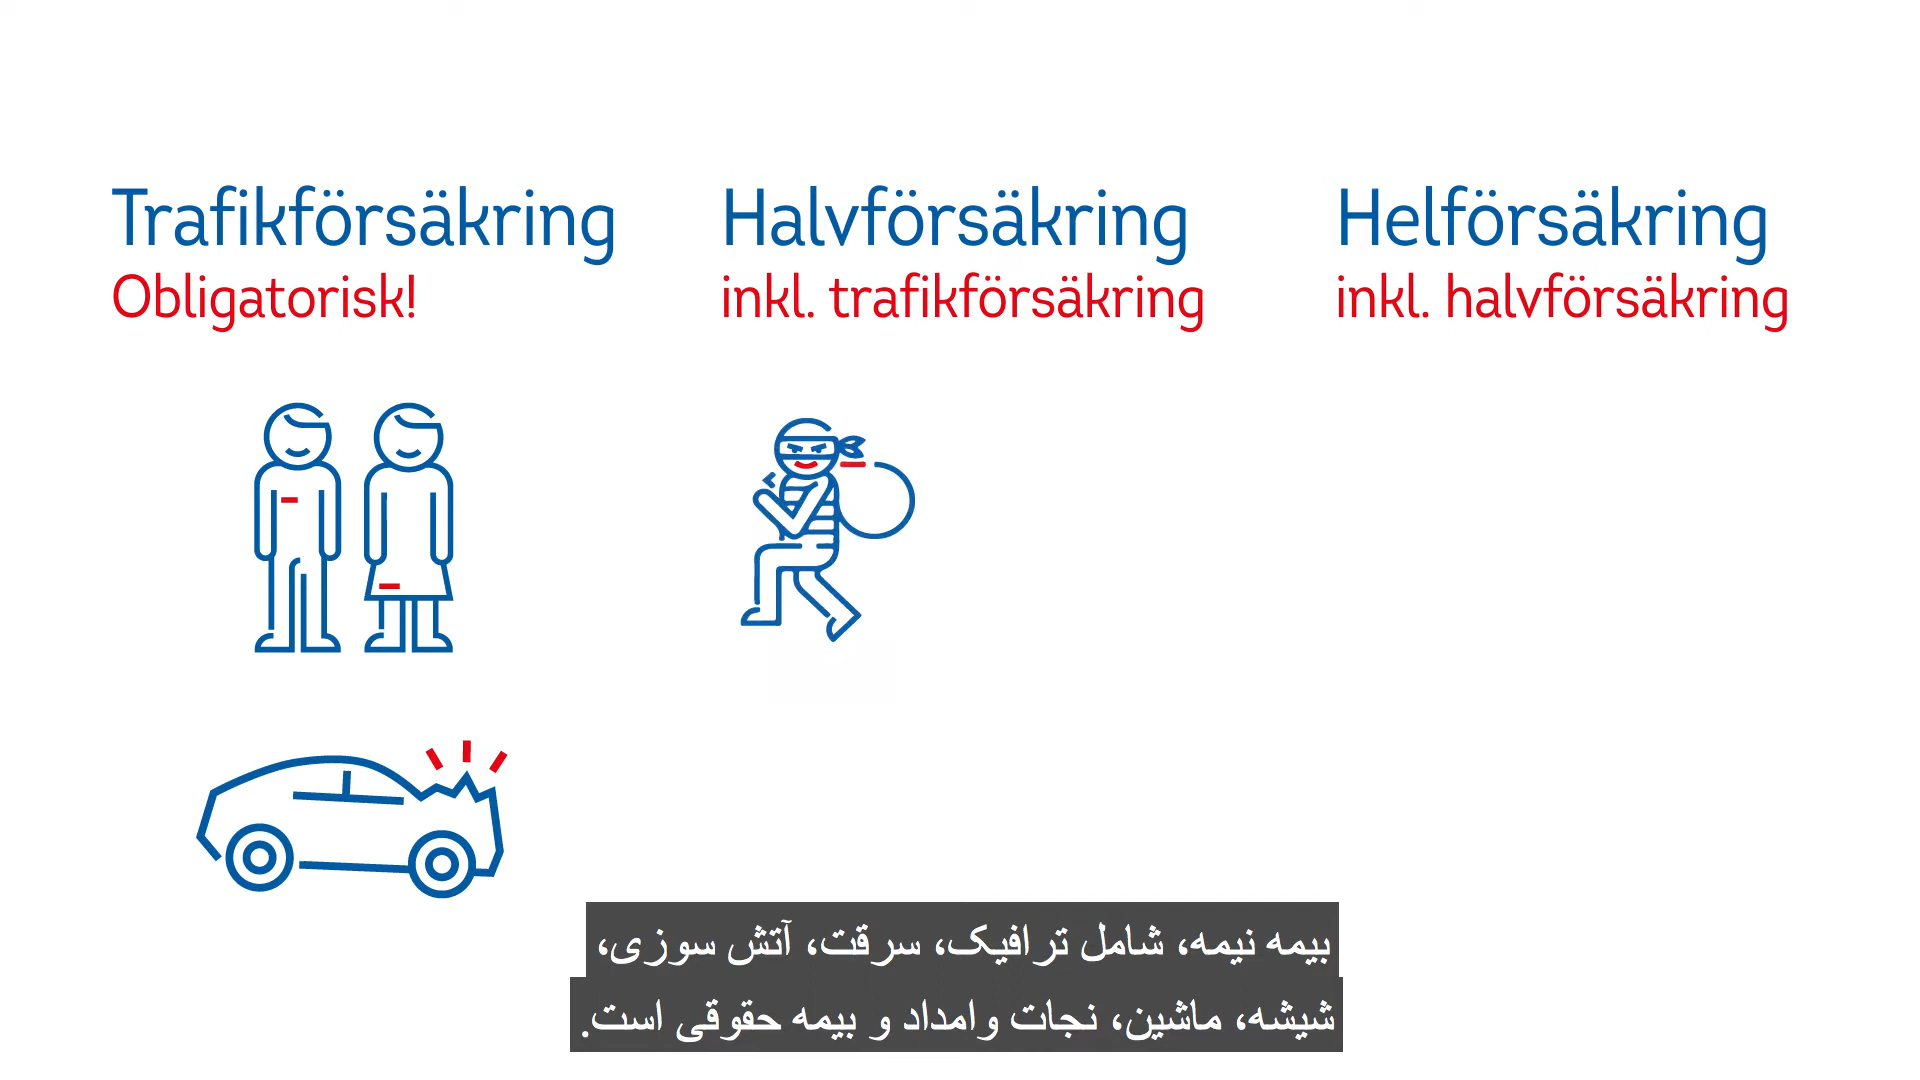 Trafikförsäkring
Obligatorisk!
Halvförsäkring
inkl. trafikförsäkring
Helförsäkring
inkl. halvförsäkring
بیمه نیمه، شامل ترافیک، سرقت، آتش سوزی،
شیشه، ماشین، نجات وامداد و بیمه حقوقی است.